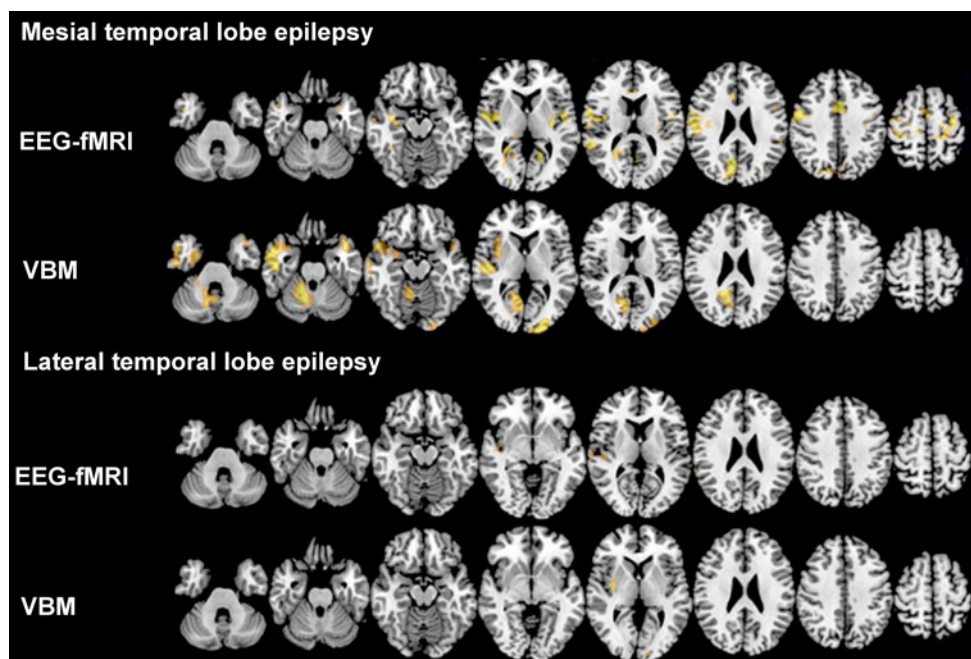 Mesial temporal lobe epilepsy
EEG-fMRI
VBM
Lateral temporal lobe epilepsy
EEG-fMRI
VBM